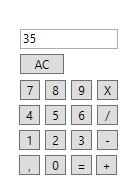 35
AC
7 8 9 X
4 5 6 /
1 2 3 -
, 0 = +